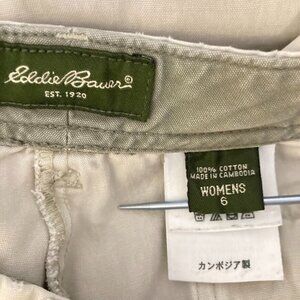 Eddie Bauer®
EST. 1920
100% COTTON
MADE IN CAMBODIA
WOMENS
6
カンボジア製